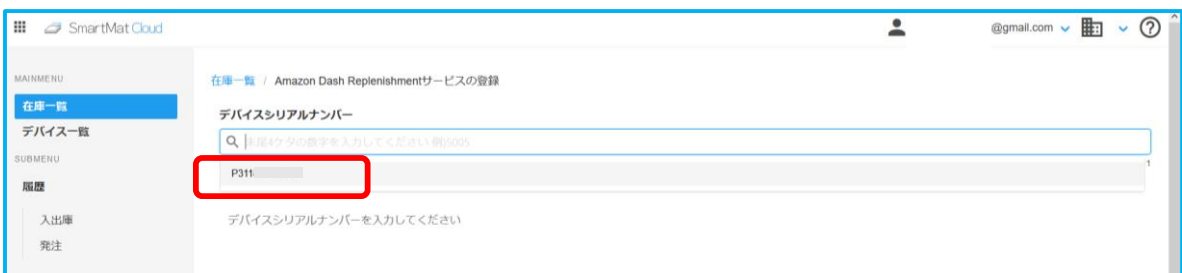 SmartMat Cloud
@gmail.com
MAINMENU
在庫一覧
デバイス一覧
SUBMENU
履歴
入出庫
発注
在庫一覧 / Amazon Dash Replenishmentサービスの登録
デバイスシリアルナンバー
末尾4ケタの数字を入力してください 例)5005
P311
1
デバイスシリアルナンバーを入力してください